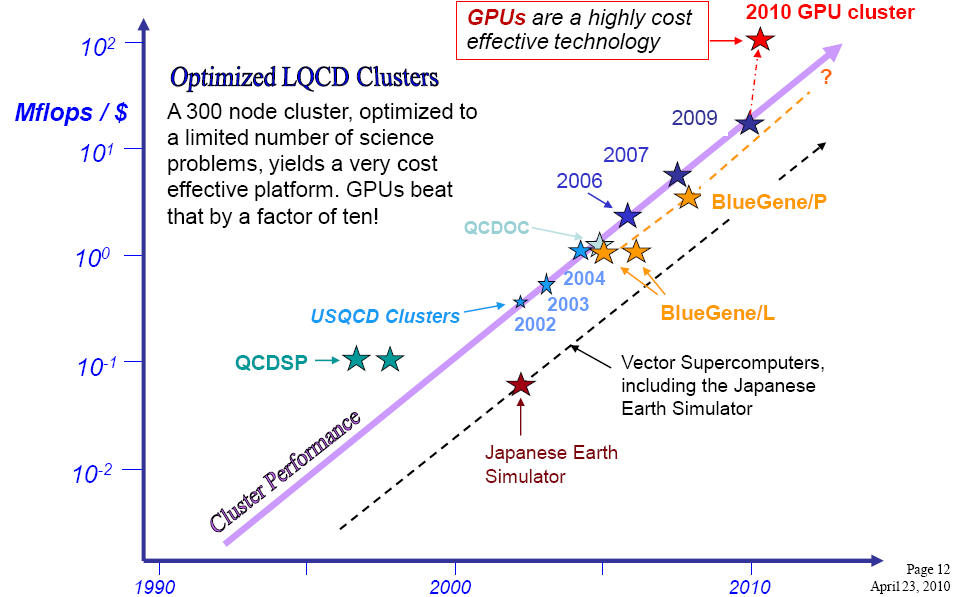 GPUs are a highly cost
effective technology
2010 GPU cluster
10²
Optimized LQCD Clusters
?
Mflops / $
A 300 node cluster, optimized to
a limited number of science
problems, yields a very cost
effective platform. GPUs beat
that by a factor of ten!
2009
10¹
2007
2006
BlueGene/P
QCDOC
10⁰
2004
2003
2002
USQCD Clusters
BlueGene/L
QCDSP
10⁻¹
Vector Supercomputers,
including the Japanese
Earth Simulator
Cluster Performance
Japanese Earth
Simulator
10⁻²
1990
2000
2010
Page 12
April 23, 2010